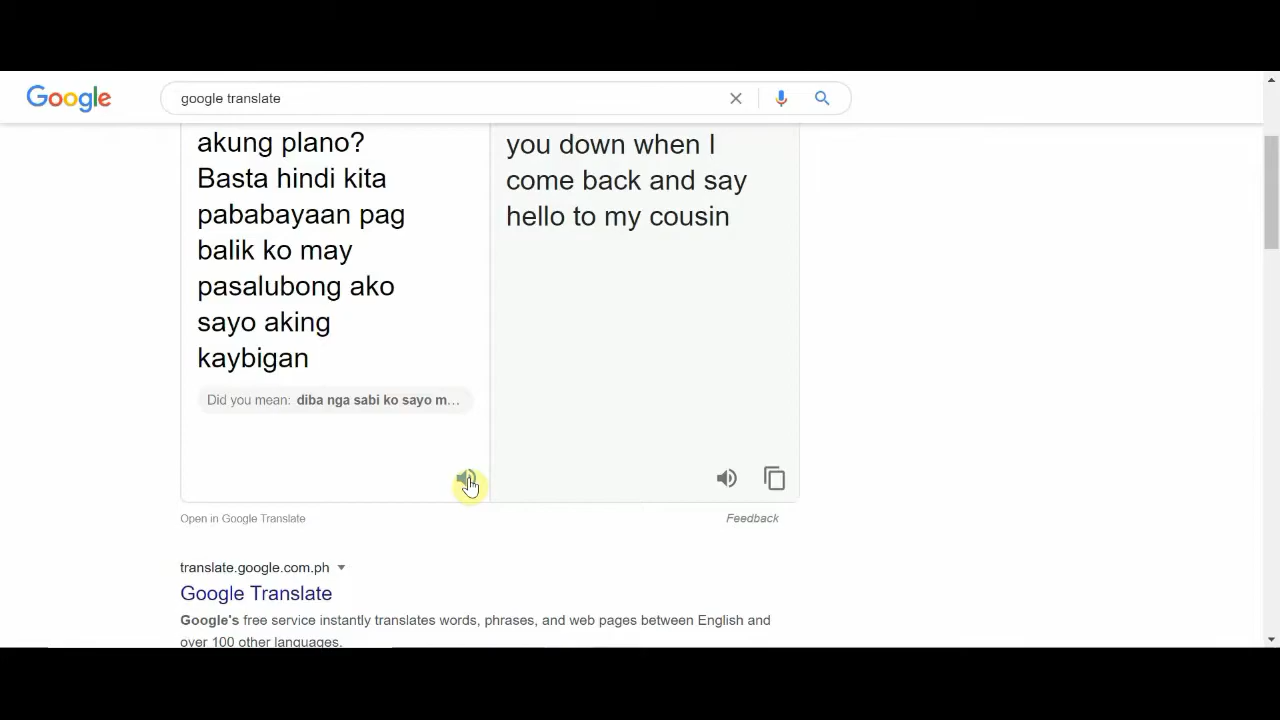 Google
google translate
akung plano?
Basta hindi kita
pababayaan pag
balik ko may
pasalubong ako
sayo aking
kaybigan
Did you mean: diba nga sabi ko sayo m...
you down when I
come back and say
hello to my cousin
Open in Google Translate
Feedback
translate.google.com.ph
Google Translate
Google's free service instantly translates words, phrases, and web pages between English and
over 100 other languages.